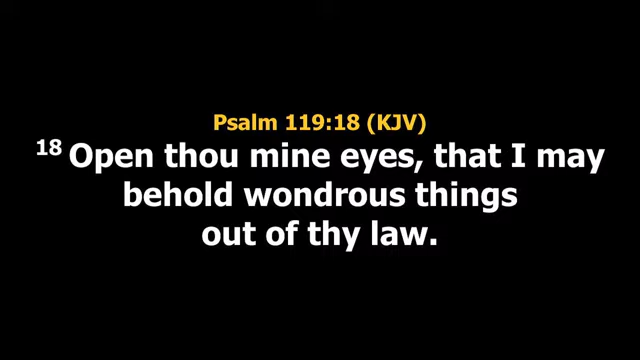 Psalm 119:18 (KJV)
18 Open thou mine eyes, that I may
behold wondrous things
out of thy law.